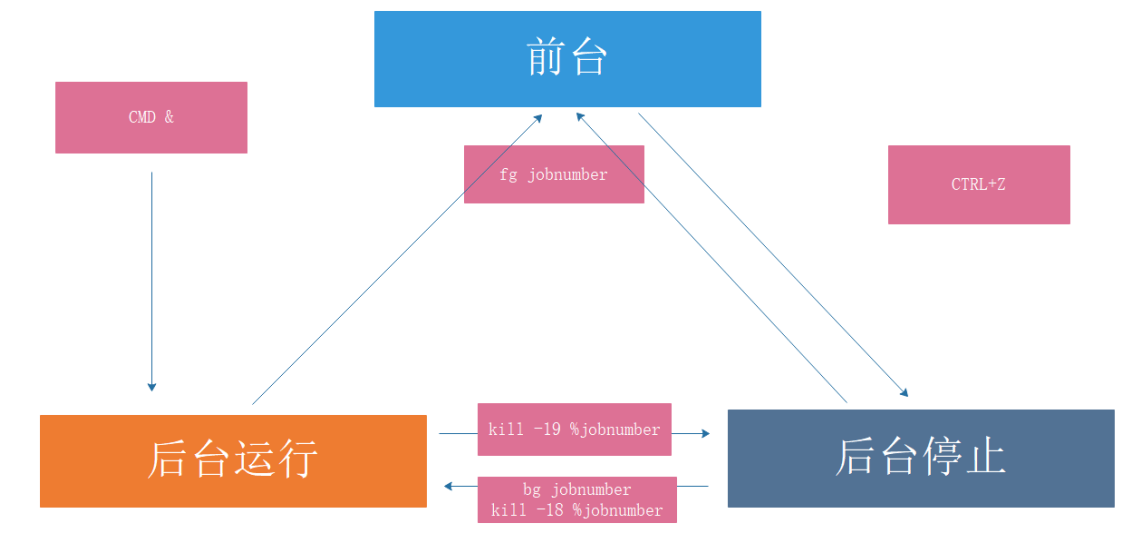 前台
CMD &
fg jobnumber
CTRL+Z
后台运行
kill -19 %jobnumber
bg jobnumber
kill -18 %jobnumber
后台停止